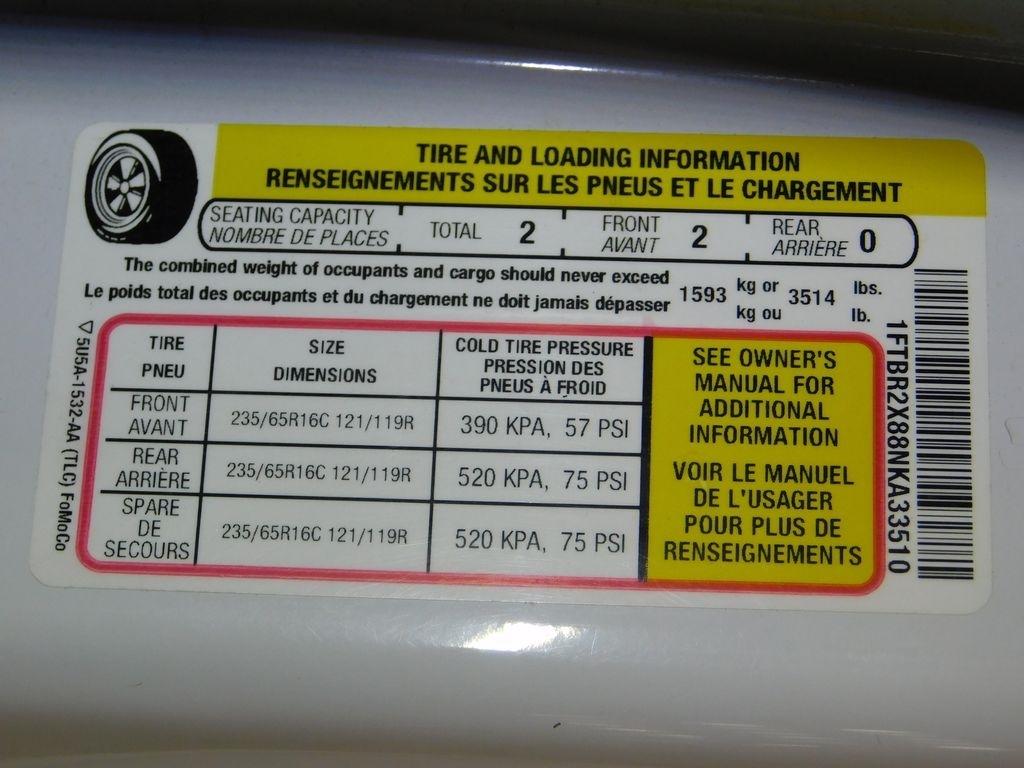 TIRE AND LOADING INFORMATION
RENSEIGNEMENTS SUR LES PNEUS ET LE CHARGEMENT
SEATING CAPACITY TOTAL 2 FRONT 2 REAR 0
NOMBRE DE PLACES AVANT ARRIÈRE
The combined weight of occupants and cargo should never exceed 1593 kg or 3514 lbs.
Le poids total des occupants et du chargement ne doit jamais dépasser kg ou lb.
TIRE SIZE COLD TIRE PRESSURE
PNEU DIMENSIONS PRESSION DES
PNEUS À FROID
FRONT
AVANT 235/65R16C 121/119R 390 KPA, 57 PSI
REAR
ARRIÈRE 235/65R16C 121/119R 520 KPA, 75 PSI
SPARE
DE
SECOURS 235/65R16C 121/119R 520 KPA, 75 PSI
SEE OWNER'S
MANUAL FOR
ADDITIONAL
INFORMATION
VOIR LE MANUEL
DE L'USAGER
POUR PLUS DE
RENSEIGNEMENTS
1FTBR2X88NKA33510
▽5U5A-1532-AA (TLC) FoMoCo